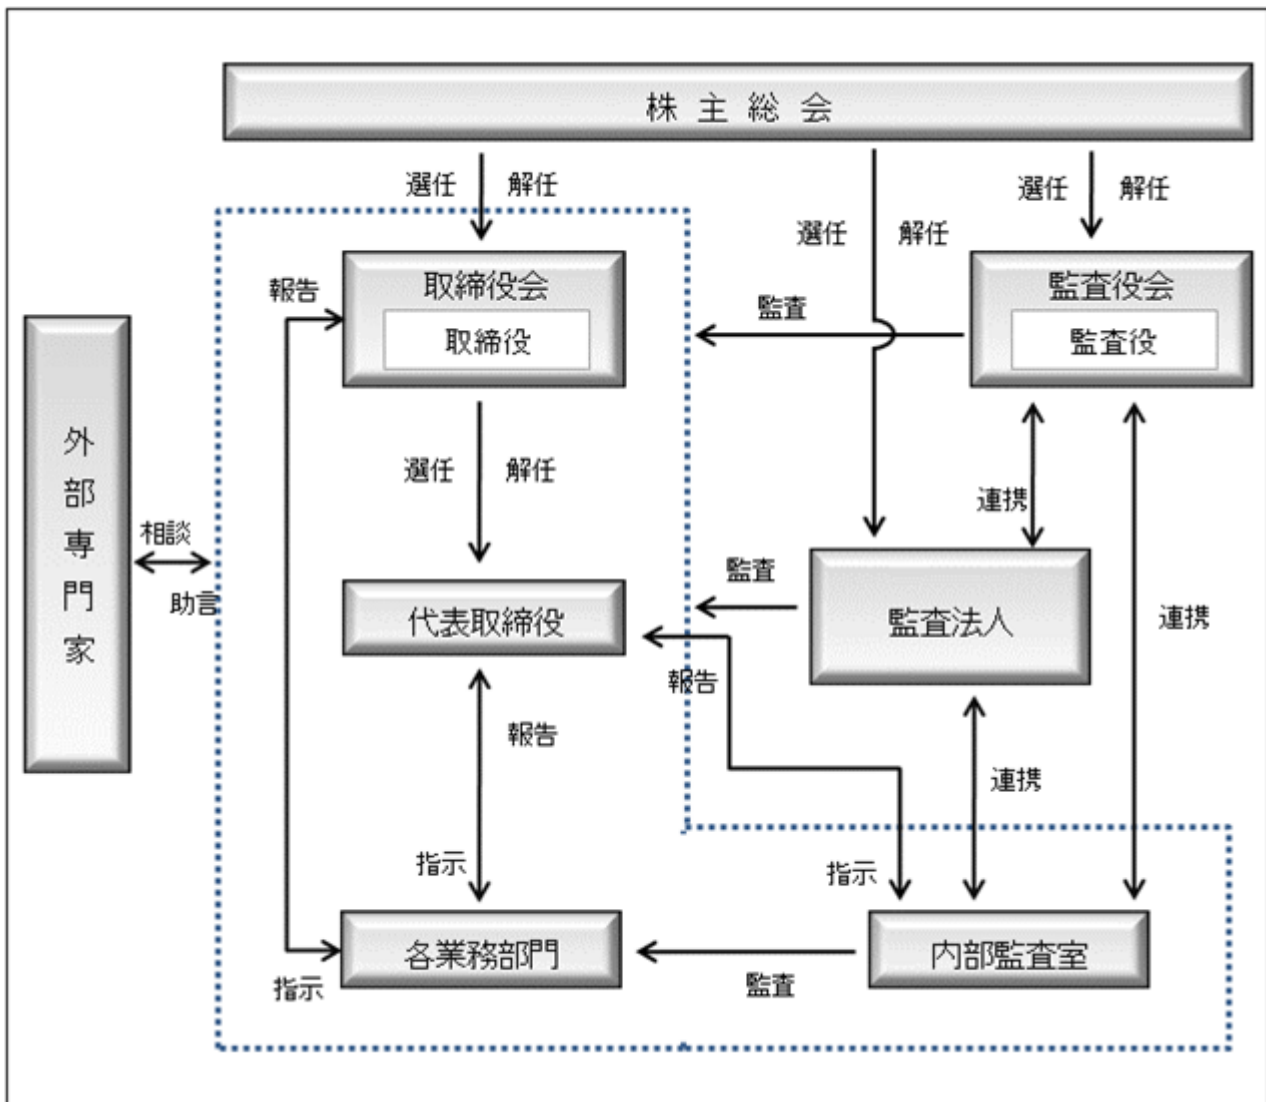 株主総会
選任 解任
選任 解任
選任 解任
報告
取締役会
取締役
監査
監査役会
監査役
外部専門家
相談
助言
選任 解任
連携
監査
監査法人
連携
代表取締役
報告
報告
連携
指示
指示
各業務部門
監査
内部監査室
指示